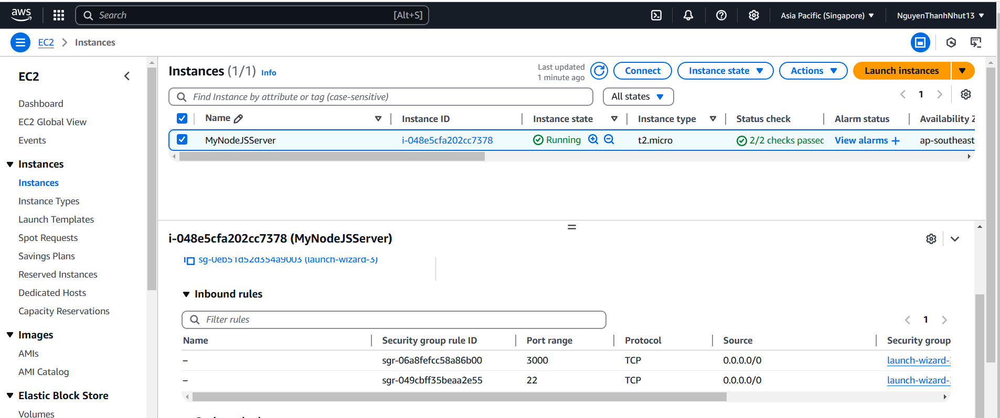 aws
Search [Alt+S]
Asia Pacific (Singapore)
NguyenThanhNhut13
EC2
Instances
EC2
Dashboard
EC2 Global View
Events
Instances
Instances
Instance Types
Launch Templates
Spot Requests
Savings Plans
Reserved Instances
Dedicated Hosts
Capacity Reservations
Images
AMIs
AMI Catalog
Elastic Block Store
Volumes
Instances (1/1) Info
Last updated
1 minute ago
Connect
Instance state
Actions
Launch instances
Find Instance by attribute or tag (case-sensitive)
All states
1
Name Instance ID Instance state Instance type Status check Alarm status Availability Z
MyNodeJSServer i-048e5cfa202cc7378 Running t2.micro 2/2 checks passec View alarms + ap-southeast
i-048e5cfa202cc7378 (MyNodeJSServer)
sg-0eb51d52d354a9003 (launch-wizard-3)
Inbound rules
Filter rules
1
Name Security group rule ID Port range Protocol Source Security group
– sgr-06a8fefcc58a86b00 3000 TCP 0.0.0.0/0 launch-wizard-
– sgr-049cbff35beaa2e55 22 TCP 0.0.0.0/0 launch-wizard-